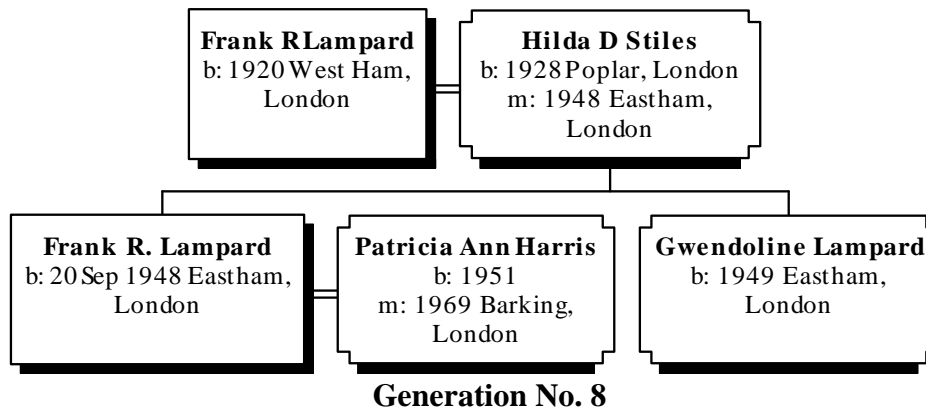 Frank R Lampard
b: 1920 West Ham,
London
Hilda D Stiles
b: 1928 Poplar, London
m: 1948 Eastham,
London
Frank R. Lampard
b: 20 Sep 1948 Eastham,
London
Patricia Ann Harris
b: 1951
m: 1969 Barking,
London
Gwendoline Lampard
b: 1949 Eastham,
London
Generation No. 8